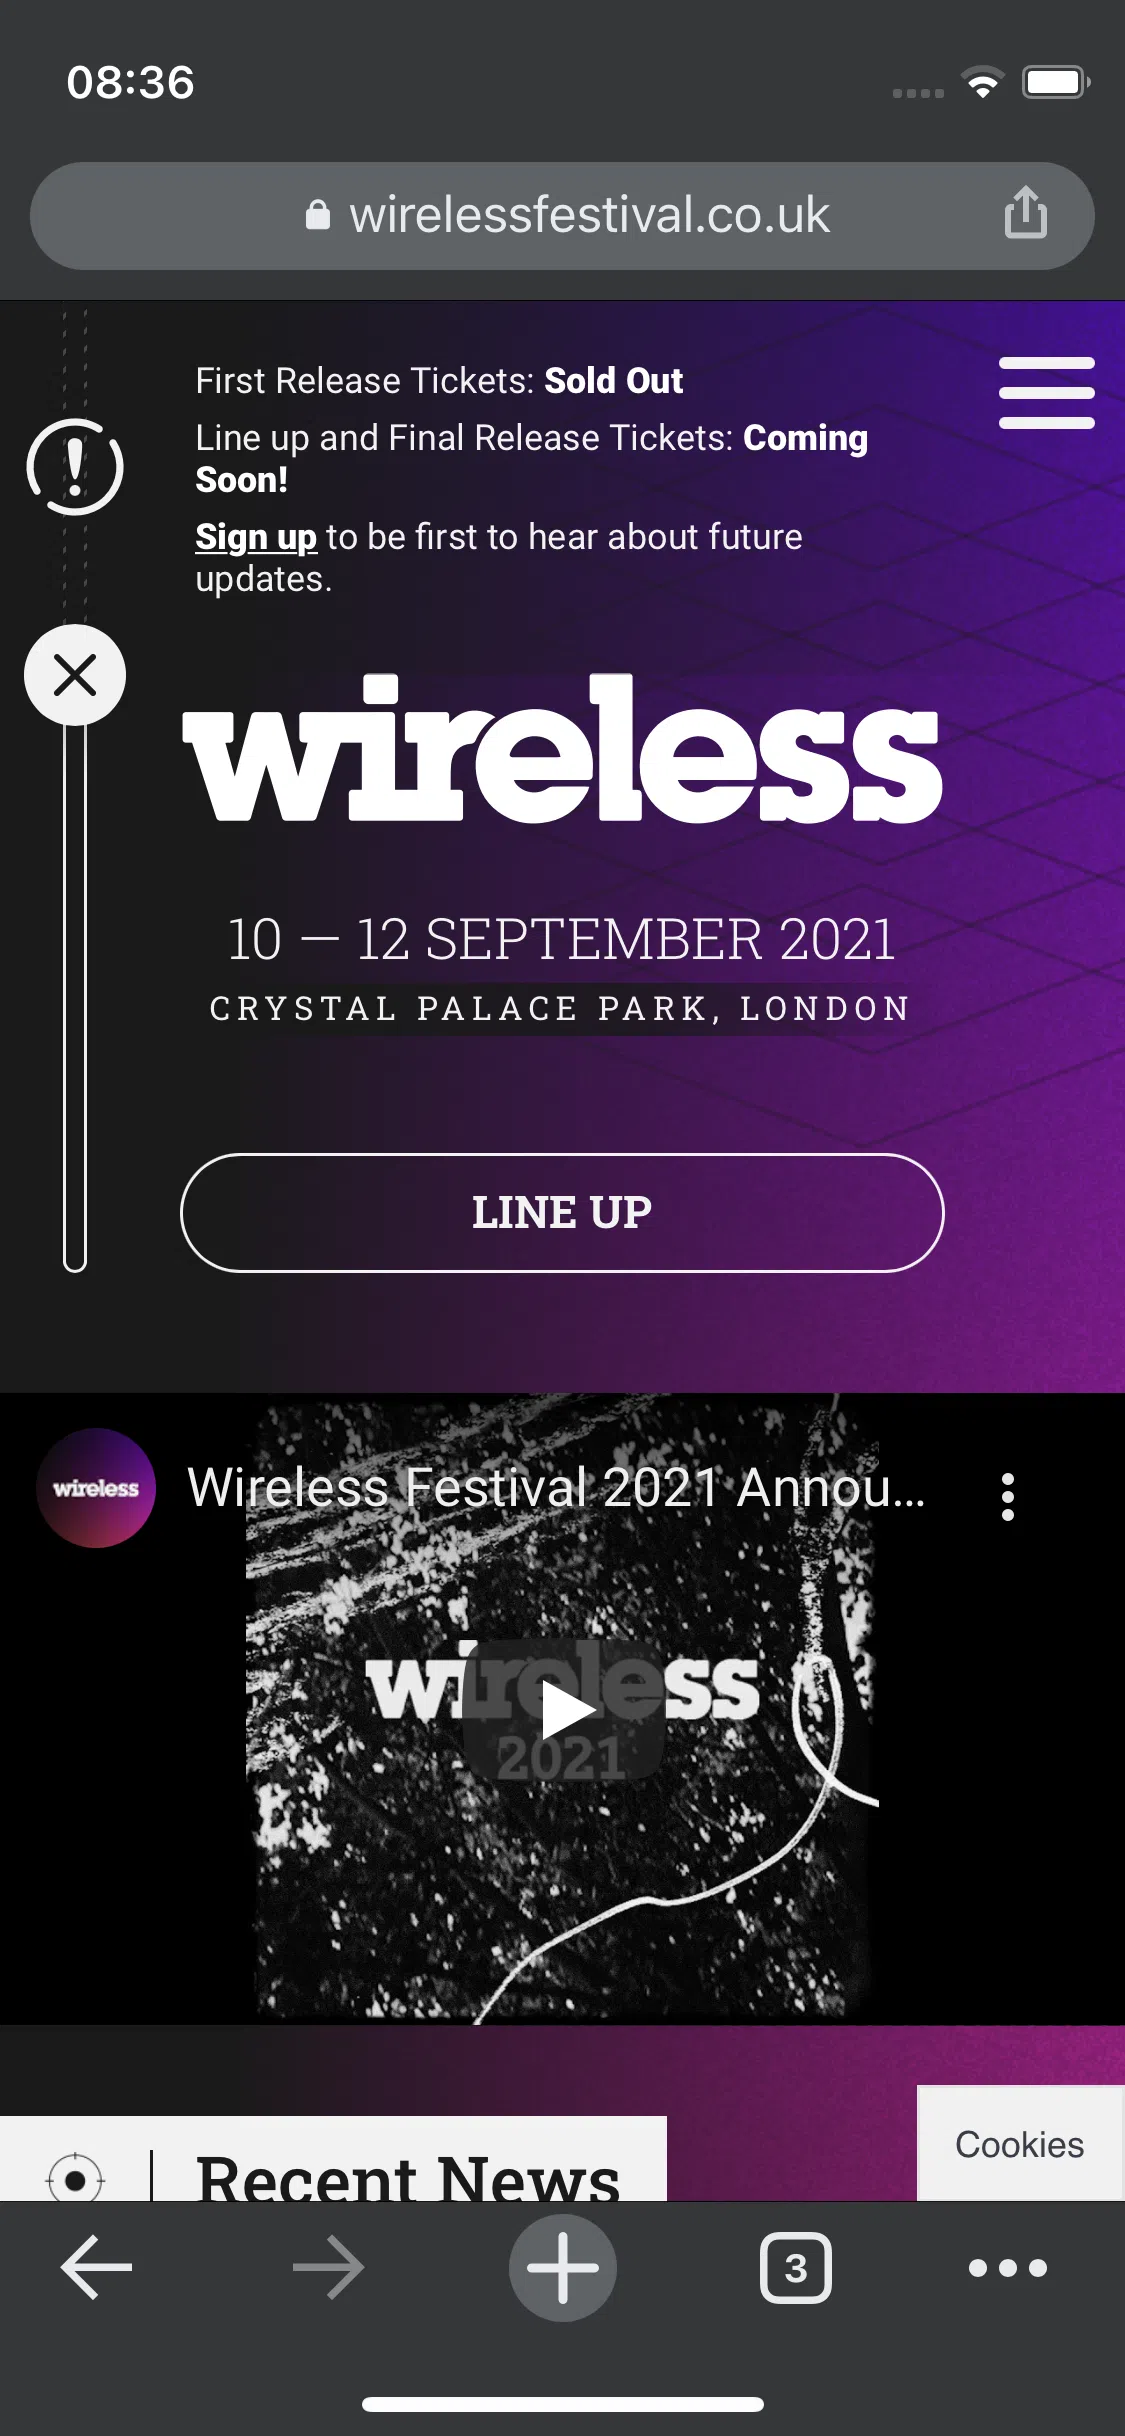 08:36
wirelessfestival.co.uk
First Release Tickets: Sold Out
Line up and Final Release Tickets: Coming
Soon!
Sign up to be first to hear about future
updates.
wireless
10 — 12 SEPTEMBER 2021
CRYSTAL PALACE PARK, LONDON
LINE UP
wireless
Wireless Festival 2021 Annou...
wireless
2021
Cookies
Recent News
3